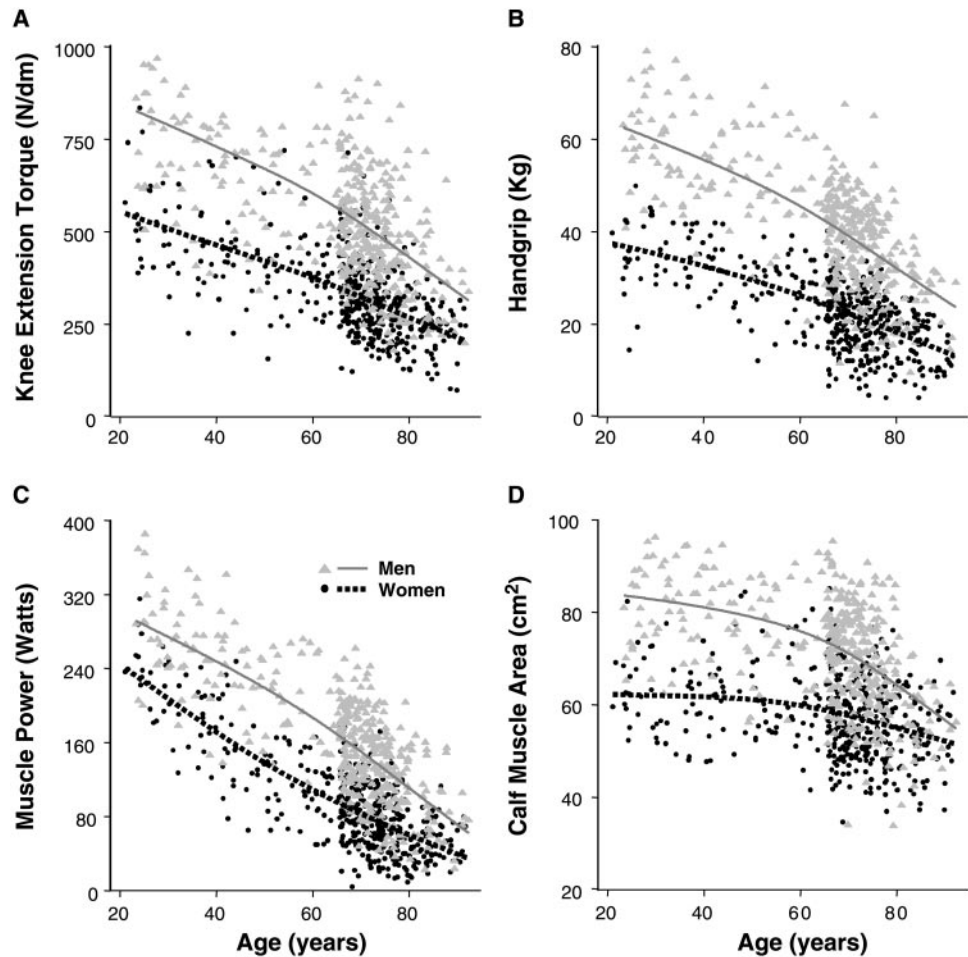 A
Knee Extension Torque (N/dm)
1000
750
500
250
0
20 40 60 80
B
Handgrip (Kg)
80
60
40
20
0
20 40 60 80
C
Muscle Power (Watts)
400
320
240
160
80
0
Men
Women
20 40 60 80
Age (years)
D
Calf Muscle Area (cm²)
100
80
60
40
20
20 40 60 80
Age (years)